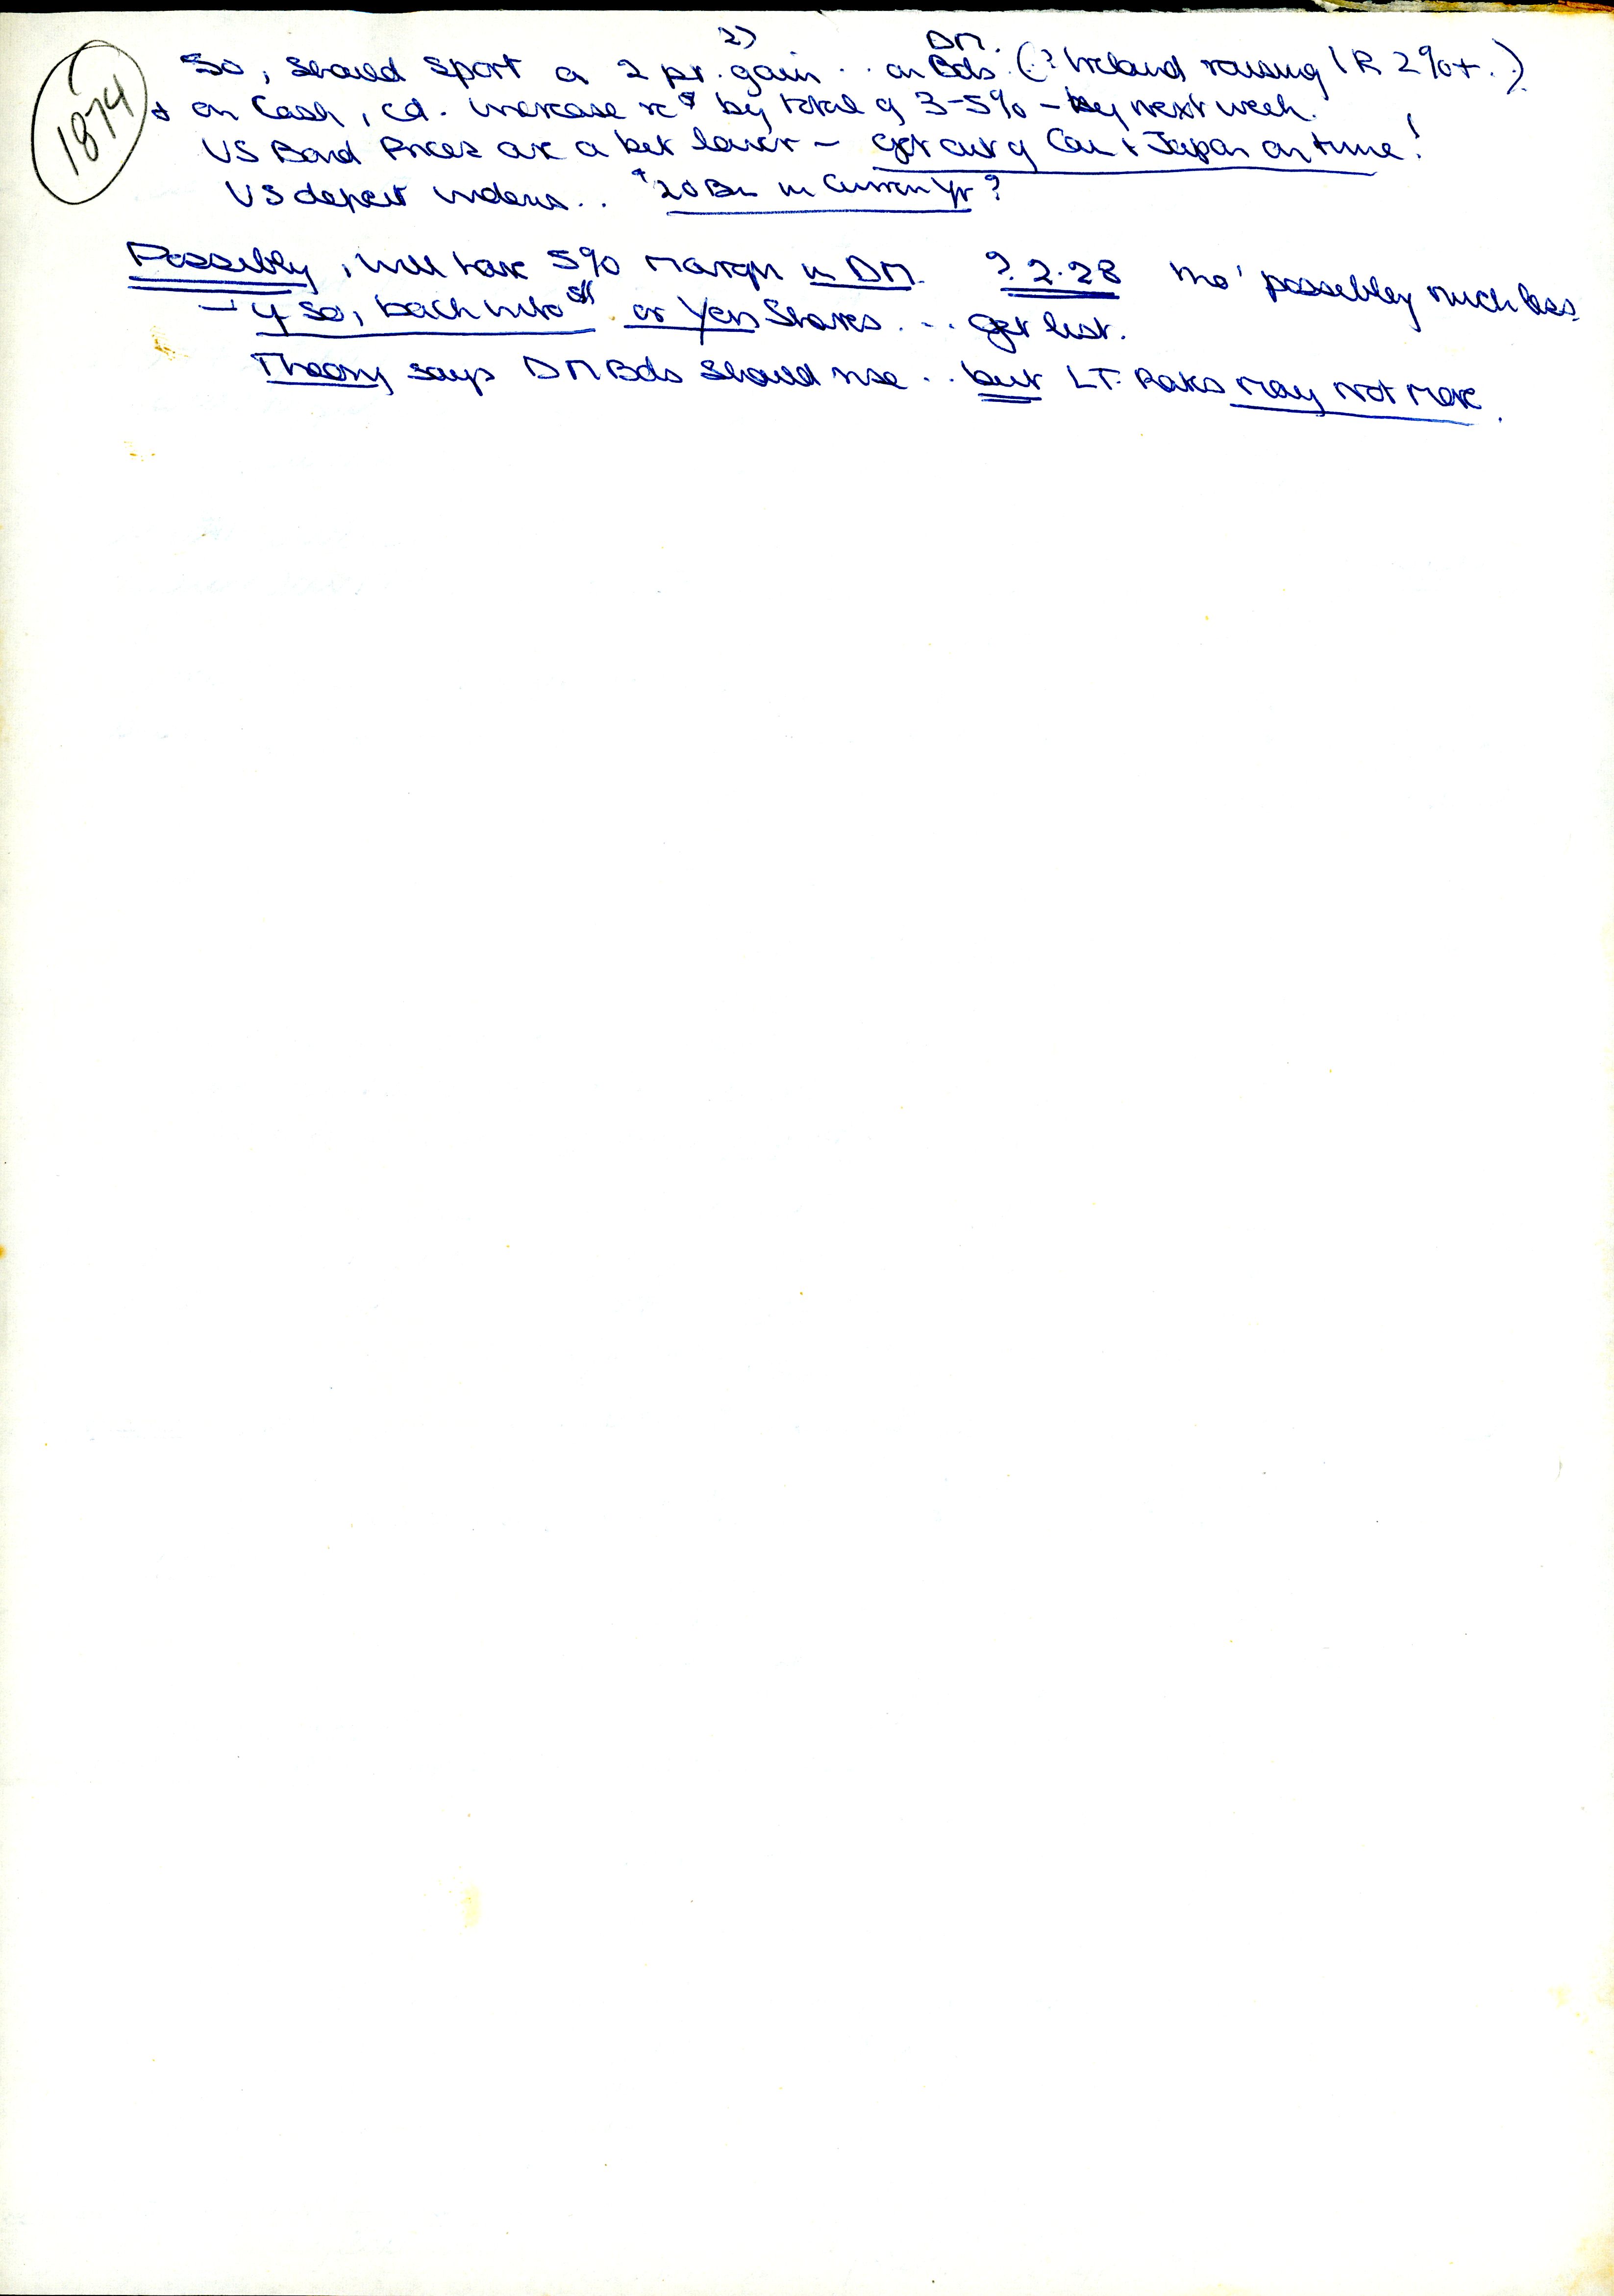 2)
1874
So, should sport a 2 pr. gain .. on DM. Bds. (? Ireland raising IR 2%+.)
+ on Cash, cd. increase by total of 3-5% - by next week.
US Bond Prices are a bit lower - get out of Can + Japan on time!
US deficit widens.. 20 Bn in Current Yr?
Possibly, will take 5% margin in DM. ? 2.28 tho' possibley much less.
- If so, back into or Yen Shares ... get list.
Theory says DM Bds should rise .. but LT. Rates may not move.